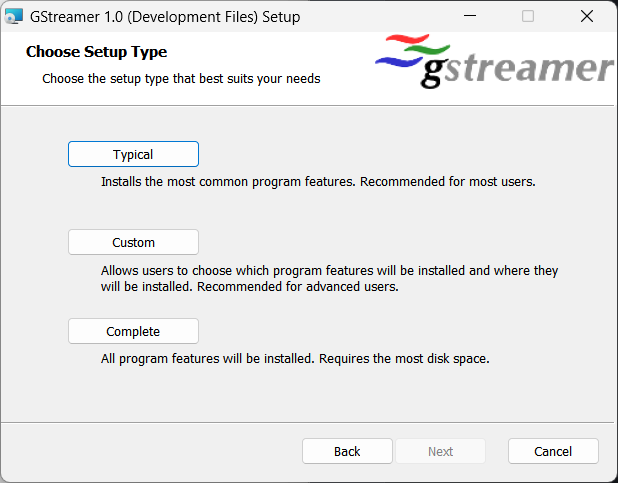 GStreamer 1.0 (Development Files) Setup
Choose Setup Type
Choose the setup type that best suits your needs
gstreamer
Typical
Installs the most common program features. Recommended for most users.
Custom
Allows users to choose which program features will be installed and where they
will be installed. Recommended for advanced users.
Complete
All program features will be installed. Requires the most disk space.
Back
Next
Cancel